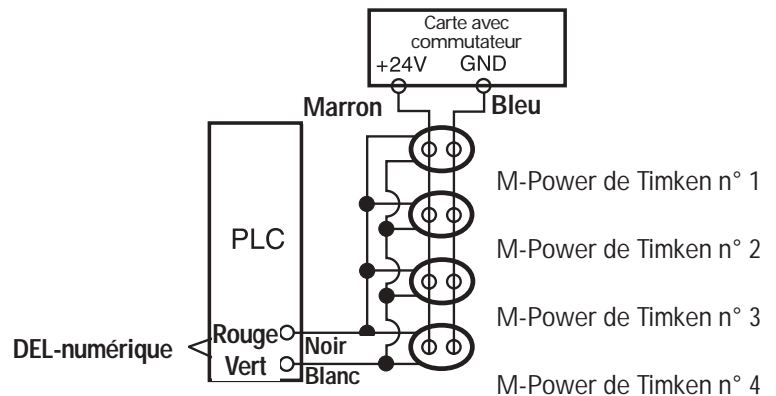 Carte avec
commutateur
+24V GND
Marron Bleu
M-Power de Timken n° 1
PLC
M-Power de Timken n° 2
M-Power de Timken n° 3
Rouge
Noir
DEL-numérique
Vert
Blanc
M-Power de Timken n° 4